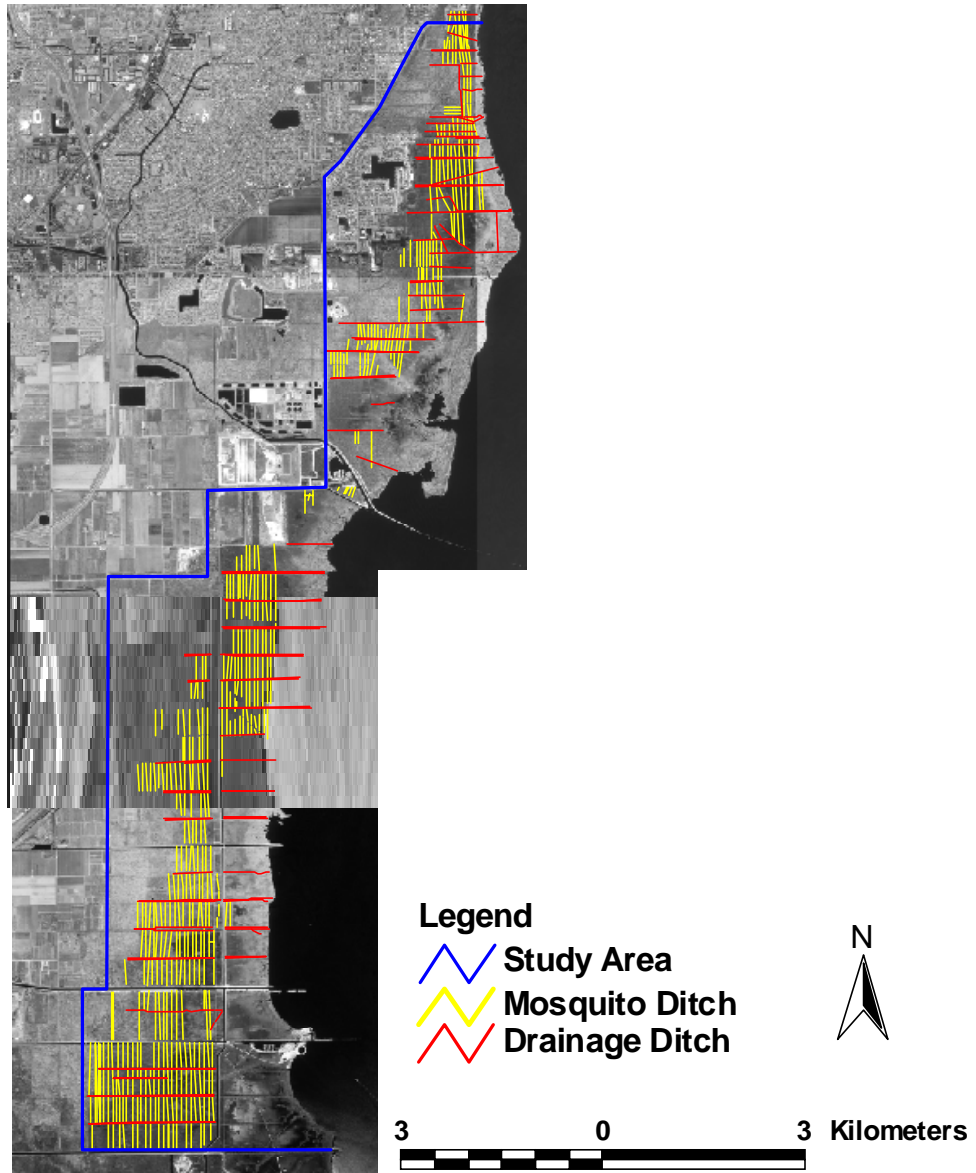 Legend
Study Area
Mosquito Ditch
Drainage Ditch
N
3 0 3 Kilometers